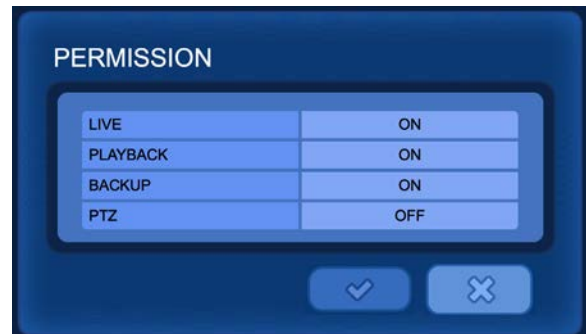 PERMISSION
LIVE ON
PLAYBACK ON
BACKUP ON
PTZ OFF